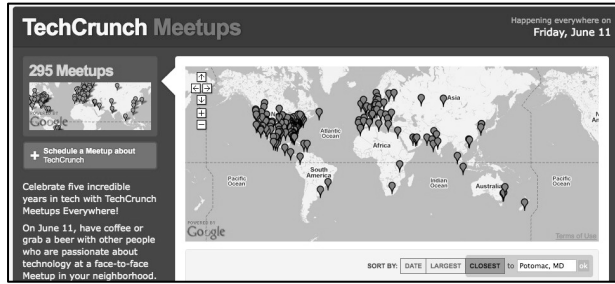 TechCrunch Meetups
Happening everywhere on
Friday, June 11
295 Meetups
POWERED BY
Google
+ Schedule a Meetup about
TechCrunch
Celebrate five incredible
years in tech with TechCrunch
Meetups Everywhere!
On June 11, have coffee or
grab a beer with other people
who are passionate about
technology at a face-to-face
Meetup in your neighborhood.
Asia
Atlantic
Ocean
Africa
South
America
Pacific
Ocean
Indian
Ocean
Australia
Pacific
Ocean
POWERED BY
Google
Terms of Use
SORT BY: DATE LARGEST CLOSEST to Potomac, MD ok